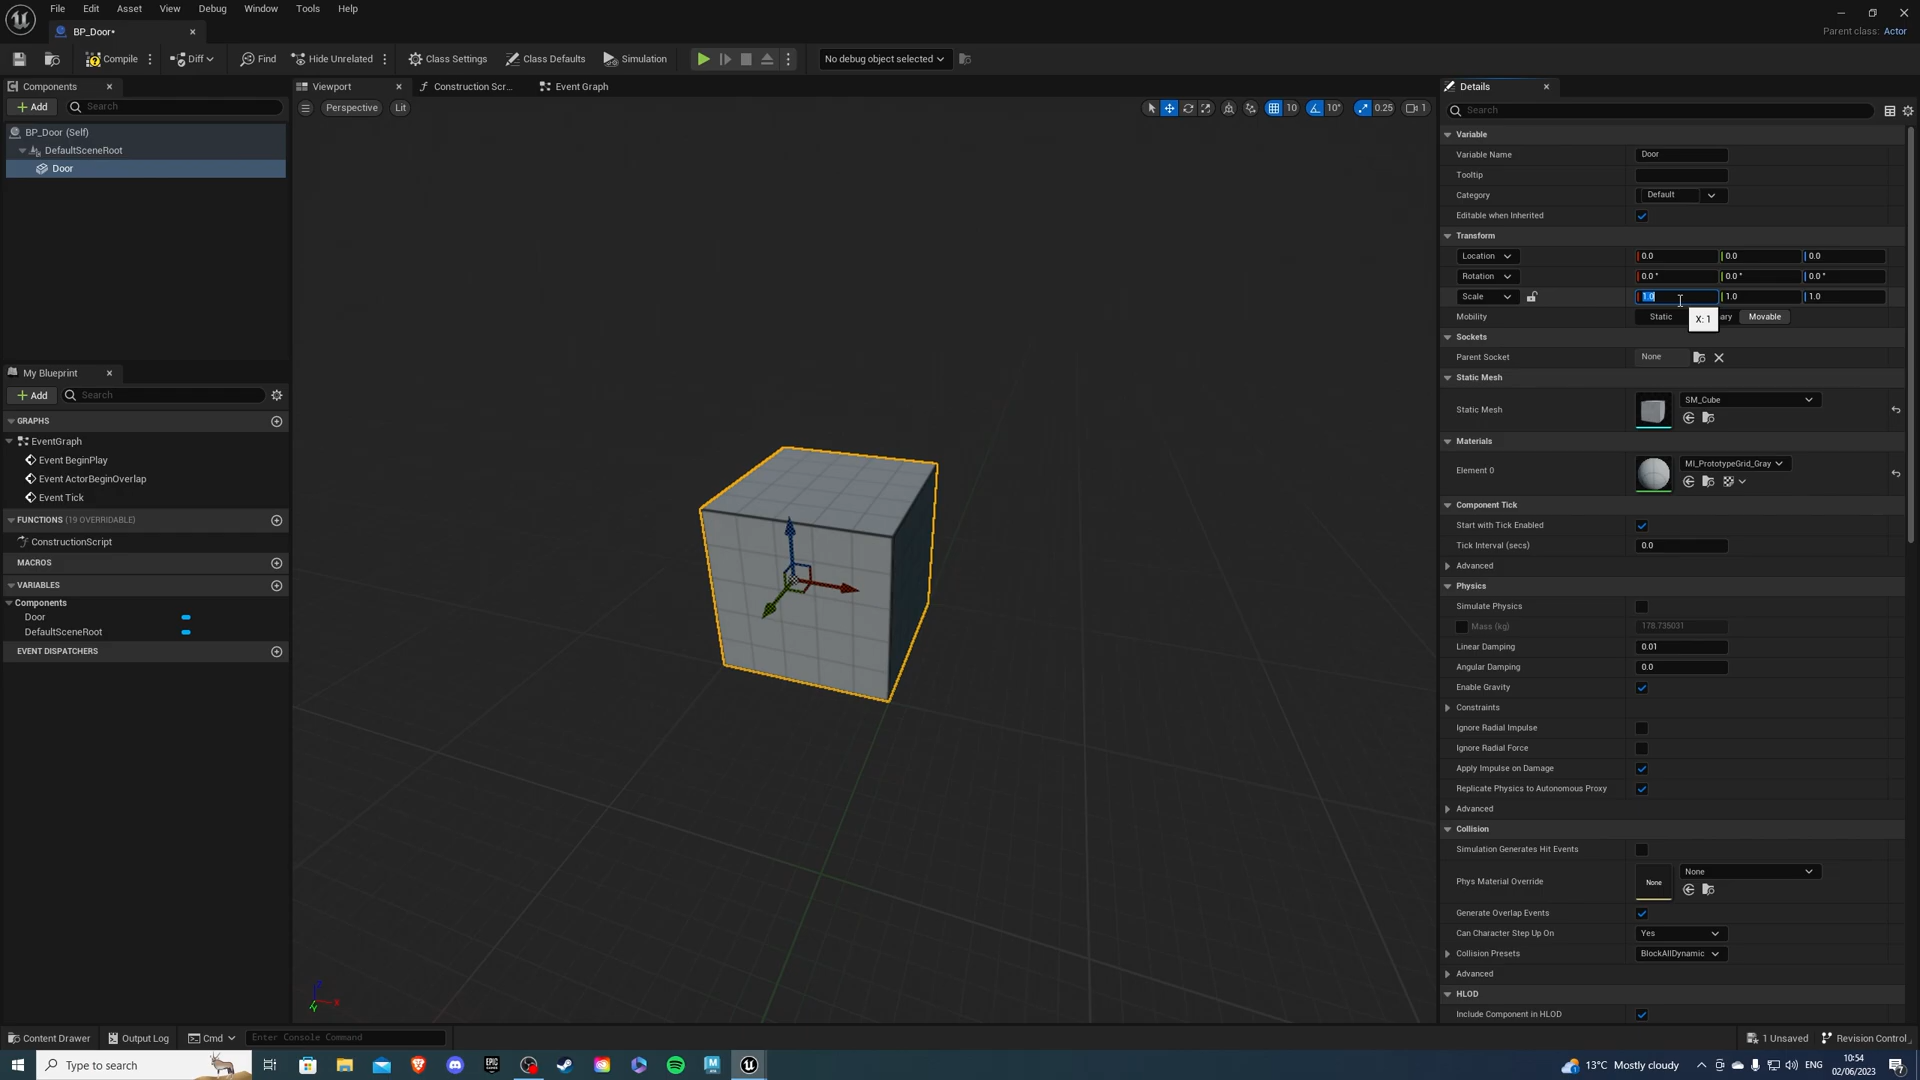 File Edit Asset View Debug Window Tools Help
BP_Door•
Parent class: Actor
Compile Diff Find Hide Unrelated Class Settings Class Defaults Simulation No debug object selected
Components
Add Search
BP_Door (Self)
DefaultSceneRoot
Door
My Blueprint
Add Search
GRAPHS
EventGraph
Event BeginPlay
Event ActorBeginOverlap
Event Tick
FUNCTIONS (19 OVERRIDABLE)
ConstructionScript
MACROS
VARIABLES
Components
Door
DefaultSceneRoot
EVENT DISPATCHERS
Viewport Construction Scr... Event Graph
Perspective Lit 10 10° 0.25 1
Z
X
Y
Details
Search
Variable
Variable Name Door
Tooltip
Category Default
Editable when Inherited
Transform
Location 0.0 0.0 0.0
Rotation 0.0 ° 0.0 ° 0.0 °
Scale 1.0 1.0 1.0
Mobility Static ary Movable
X: 1
Sockets
Parent Socket None
Static Mesh
Static Mesh SM_Cube
Materials
Element 0 MI_PrototypeGrid_Gray
Component Tick
Start with Tick Enabled
Tick Interval (secs) 0.0
Advanced
Physics
Simulate Physics
Mass (kg) 178.735031
Linear Damping 0.01
Angular Damping 0.0
Enable Gravity
Constraints
Ignore Radial Impulse
Ignore Radial Force
Apply Impulse on Damage
Replicate Physics to Autonomous Proxy
Advanced
Collision
Simulation Generates Hit Events
Phys Material Override None None
Generate Overlap Events
Can Character Step Up On Yes
Collision Presets BlockAllDynamic
Advanced
HLOD
Include Component in HLOD
Content Drawer Output Log Cmd Enter Console Command 1 Unsaved Revision Control
Type to search
13°C Mostly cloudy ENG 10:54
02/06/2023